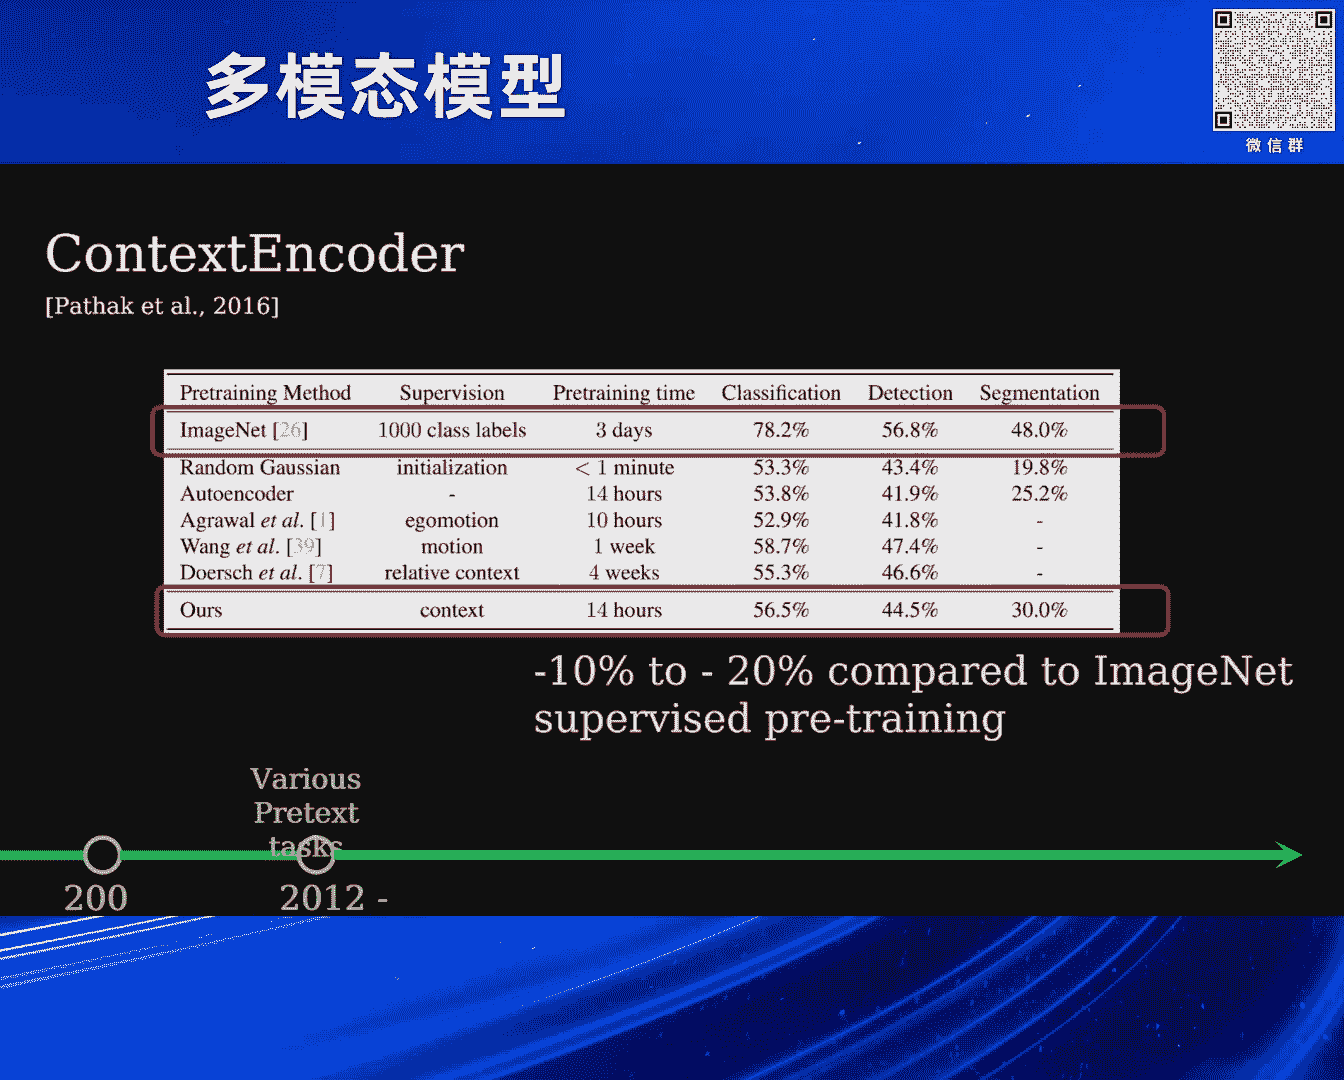 多模态模型
微信群
ContextEncoder
[Pathak et al., 2016]
Pretraining Method Supervision Pretraining time Classification Detection Segmentation
ImageNet [26] 1000 class labels 3 days 78.2% 56.8% 48.0%
Random Gaussian initialization < 1 minute 53.3% 43.4% 19.8%
Autoencoder - 14 hours 53.8% 41.9% 25.2%
Agrawal et al. [1] egomotion 10 hours 52.9% 41.8% -
Wang et al. [39] motion 1 week 58.7% 47.4% -
Doersch et al. [7] relative context 4 weeks 55.3% 46.6% -
Ours context 14 hours 56.5% 44.5% 30.0%
-10% to - 20% compared to ImageNet
supervised pre-training
Various
Pretext
tasks
200
2012 -